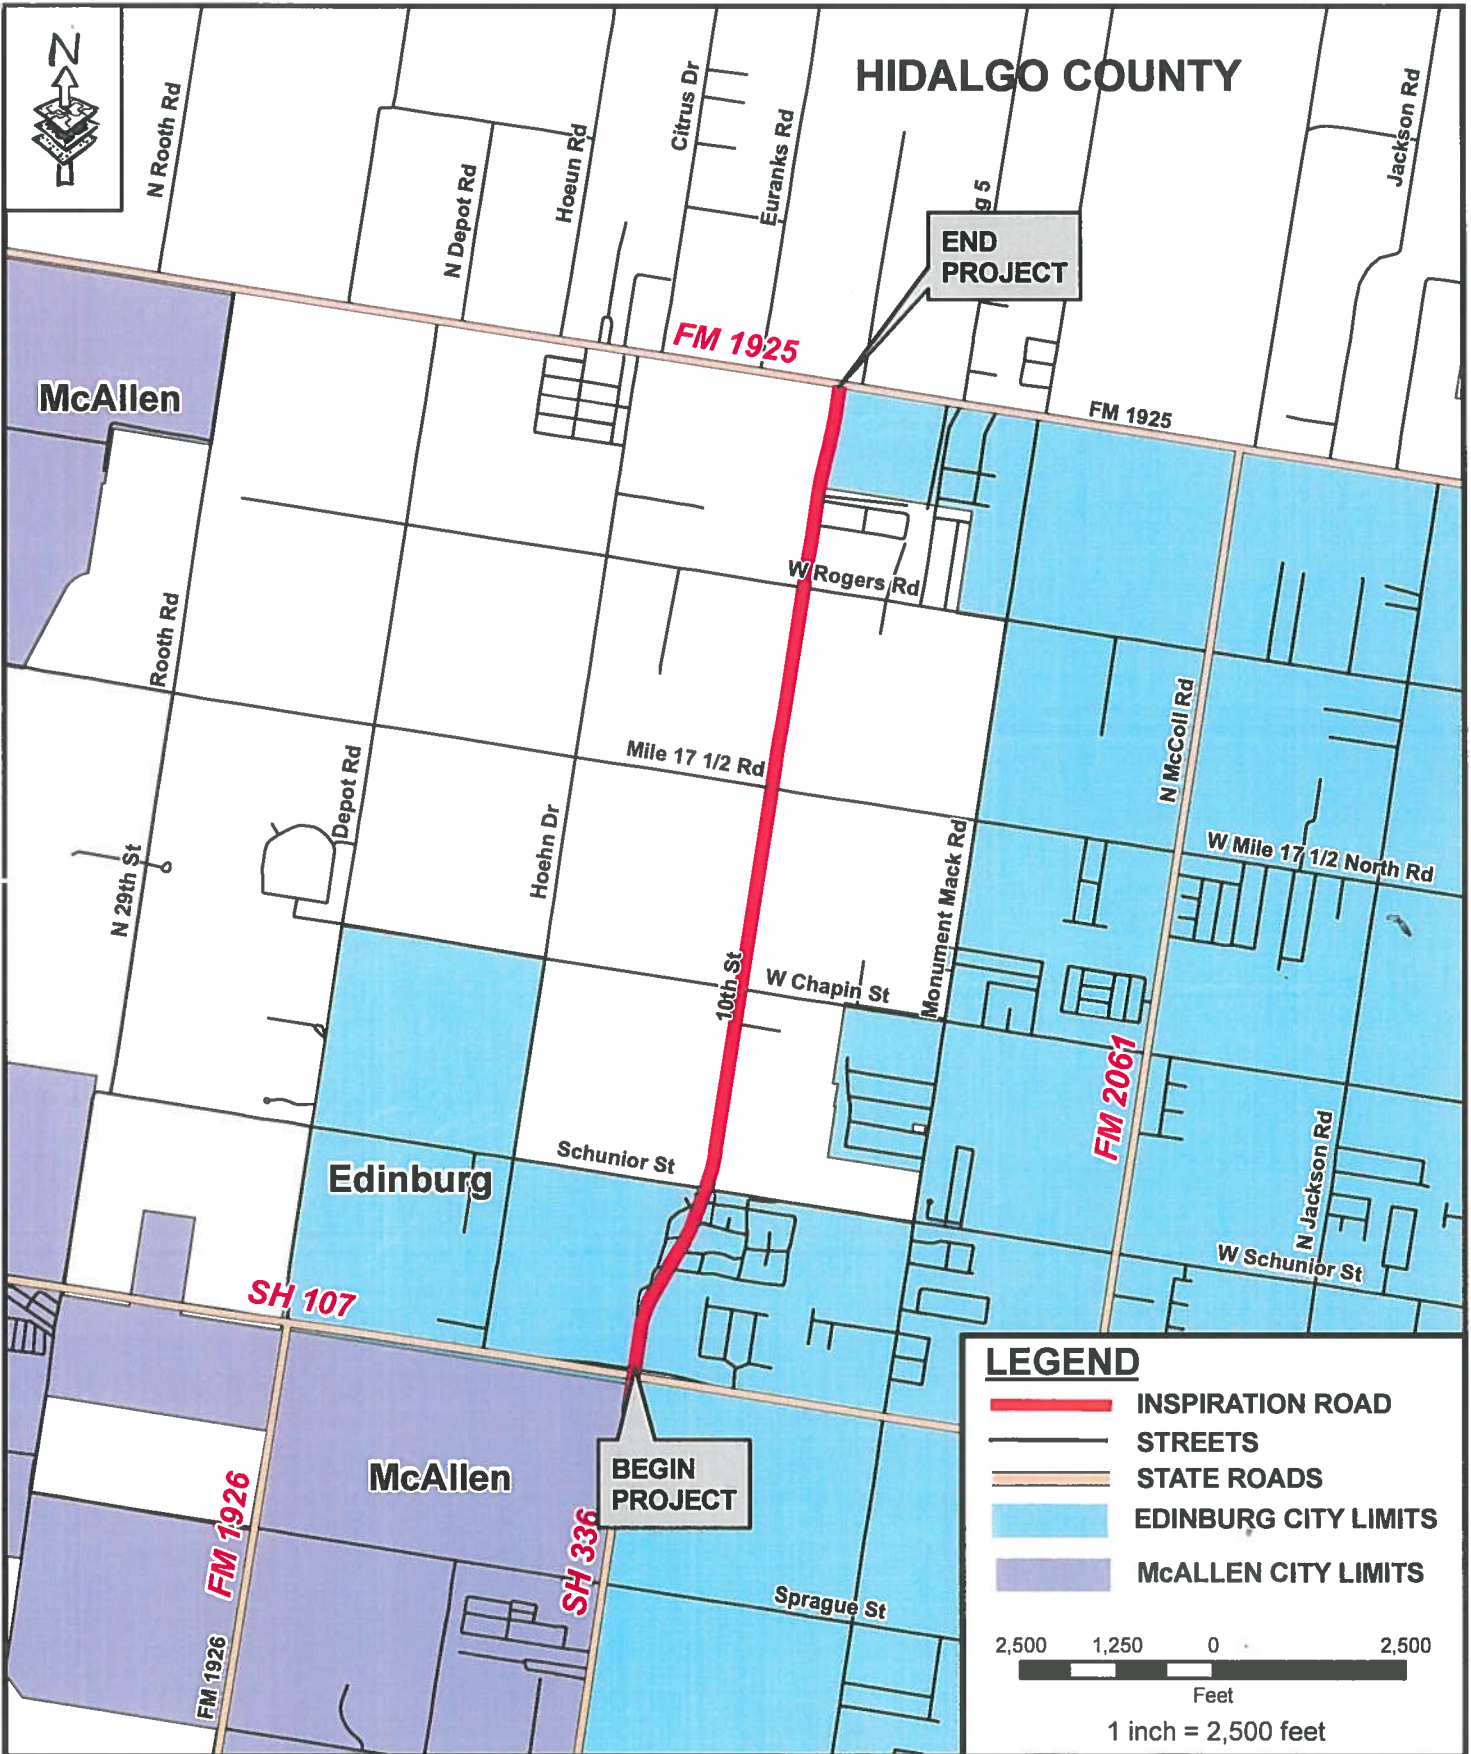 N
HIDALGO COUNTY
N Rooth Rd
N Depot Rd
Hoeun Rd
Citrus Dr
Euranks Rd
g 5
Jackson Rd
END
PROJECT
FM 1925
FM 1925
McAllen
W Rogers Rd
Rooth Rd
N McColl Rd
Mile 17 1/2 Rd
Depot Rd
Hoehn Dr
N 29th St
Monument Mack Rd
W Mile 17 1/2 North Rd
10th St
W Chapin St
FM 2061
Schunior St
Edinburg
N Jackson Rd
W Schunior St
SH 107
McAllen
BEGIN
PROJECT
FM 1926
SH 336
Sprague St
FM 1926
LEGEND
INSPIRATION ROAD
STREETS
STATE ROADS
EDINBURG CITY LIMITS
McALLEN CITY LIMITS
2,500 1,250 0 2,500
Feet
1 inch = 2,500 feet